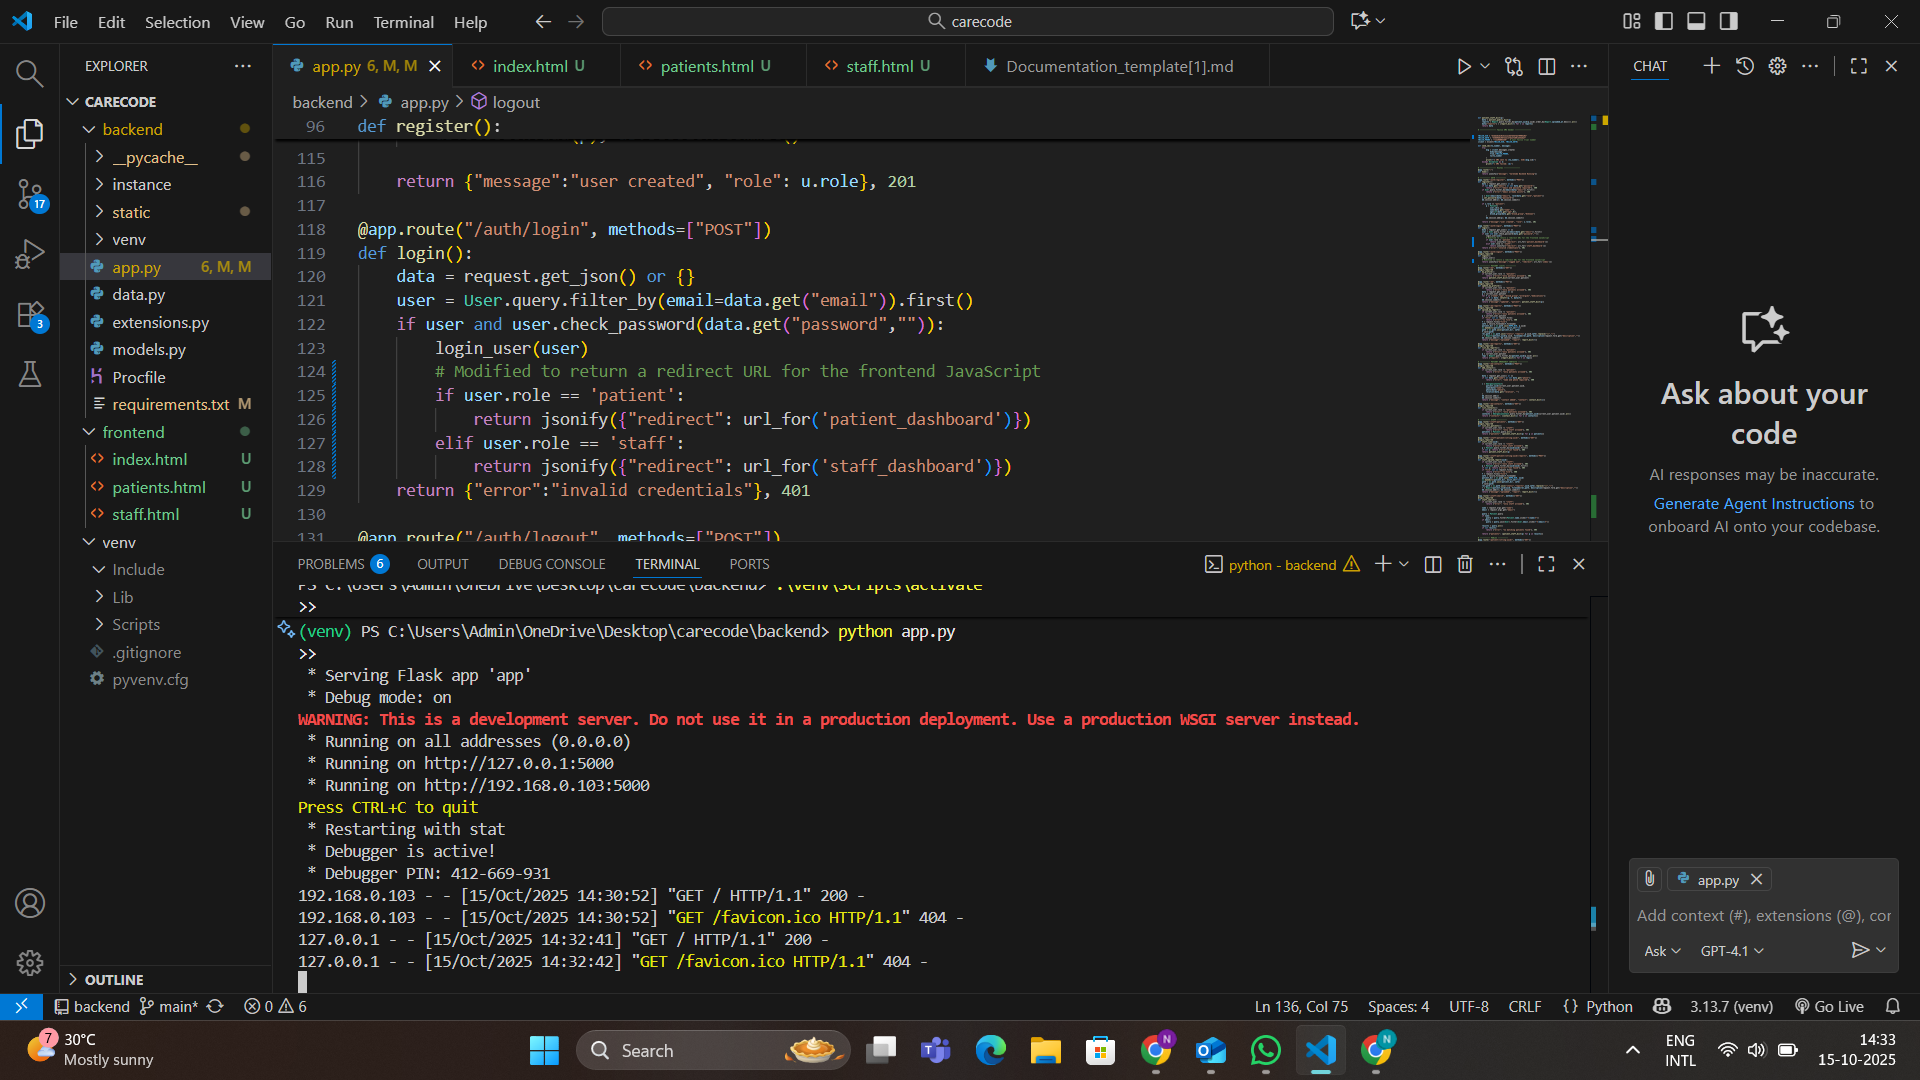 File Edit Selection View Go Run Terminal Help
carecode
EXPLORER
CARECODE
backend
__pycache__
instance
static
venv
app.py 6, M, M
data.py
extensions.py
models.py
Procfile
requirements.txt M
frontend
index.html U
patients.html U
staff.html U
venv
Include
Lib
Scripts
.gitignore
pyvenv.cfg
OUTLINE
17
3
app.py 6, M, M
index.html U
patients.html U
staff.html U
Documentation_template[1].md
backend > app.py > logout
96 def register():
115
116 return {"message":"user created", "role": u.role}, 201
117
118 @app.route("/auth/login", methods=["POST"])
119 def login():
120 data = request.get_json() or {}
121 user = User.query.filter_by(email=data.get("email")).first()
122 if user and user.check_password(data.get("password","")):
123 login_user(user)
124 # Modified to return a redirect URL for the frontend JavaScript
125 if user.role == 'patient':
126 return jsonify({"redirect": url_for('patient_dashboard')})
127 elif user.role == 'staff':
128 return jsonify({"redirect": url_for('staff_dashboard')})
129 return {"error":"invalid credentials"}, 401
130
131 @app.route("/auth/logout", methods=["POST"])
PROBLEMS 6 OUTPUT DEBUG CONSOLE TERMINAL PORTS
python - backend
PS C:\Users\Admin\OneDrive\Desktop\carecode\backend> .\venv\Scripts\activate
>>
(venv) PS C:\Users\Admin\OneDrive\Desktop\carecode\backend> python app.py
>>
* Serving Flask app 'app'
* Debug mode: on
WARNING: This is a development server. Do not use it in a production deployment. Use a production WSGI server instead.
* Running on all addresses (0.0.0.0)
* Running on http://127.0.0.1:5000
* Running on http://192.168.0.103:5000
Press CTRL+C to quit
* Restarting with stat
* Debugger is active!
* Debugger PIN: 412-669-931
192.168.0.103 - - [15/Oct/2025 14:30:52] "GET / HTTP/1.1" 200 -
192.168.0.103 - - [15/Oct/2025 14:30:52] "GET /favicon.ico HTTP/1.1" 404 -
127.0.0.1 - - [15/Oct/2025 14:32:41] "GET / HTTP/1.1" 200 -
127.0.0.1 - - [15/Oct/2025 14:32:42] "GET /favicon.ico HTTP/1.1" 404 -
CHAT
Ask about your
code
AI responses may be inaccurate.
Generate Agent Instructions to
onboard AI onto your codebase.
app.py
Add context (#), extensions (@), cor
Ask GPT-4.1
backend main* 0 6
Ln 136, Col 75 Spaces: 4 UTF-8 CRLF {} Python 3.13.7 (venv) Go Live
7
30°C
Mostly sunny
Search
N
N
ENG
INTL
14:33
15-10-2025